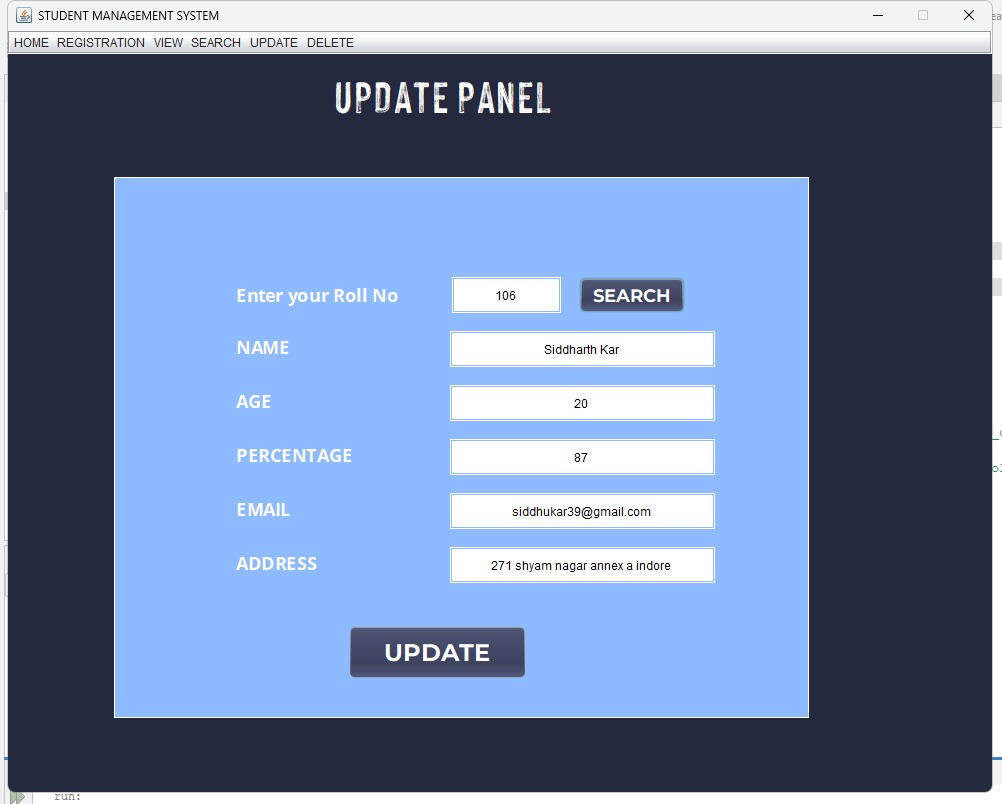 STUDENT MANAGEMENT SYSTEM
HOME REGISTRATION VIEW SEARCH UPDATE DELETE
UPDATE PANEL
Enter your Roll No 106 SEARCH
NAME Siddharth Kar
AGE 20
PERCENTAGE 87
EMAIL siddhukar39@gmail.com
ADDRESS 271 shyam nagar annex a indore
UPDATE
run: